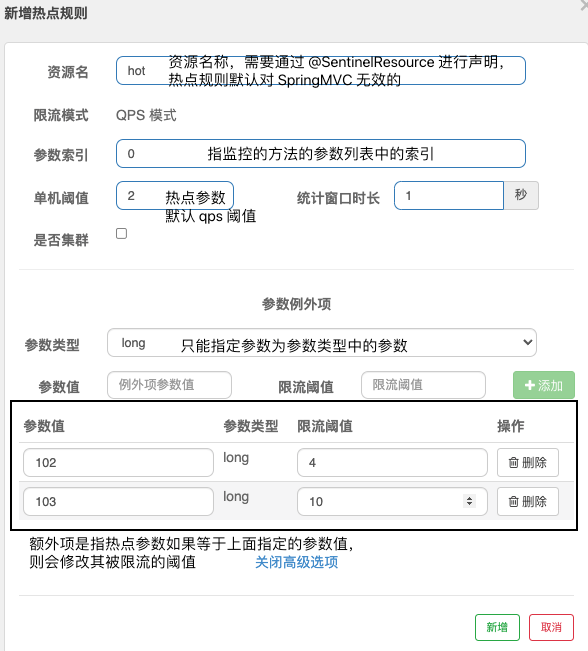 新增热点规则
资源名 hot 资源名称，需要通过 @SentinelResource 进行声明，
热点规则默认对 SpringMVC 无效的
限流模式 QPS 模式
参数索引 0 指监控的方法的参数列表中的索引
单机阈值 2 热点参数 统计窗口时长 1 秒
默认 qps 阈值
是否集群
参数例外项
参数类型 long 只能指定参数为参数类型中的参数
参数值 例外项参数值 限流阈值 限流阈值 添加
参数值 参数类型 限流阈值 操作
102 long 4 删除
103 long 10 删除
额外项是指热点参数如果等于上面指定的参数值，
则会修改其被限流的阈值 关闭高级选项
新增 取消